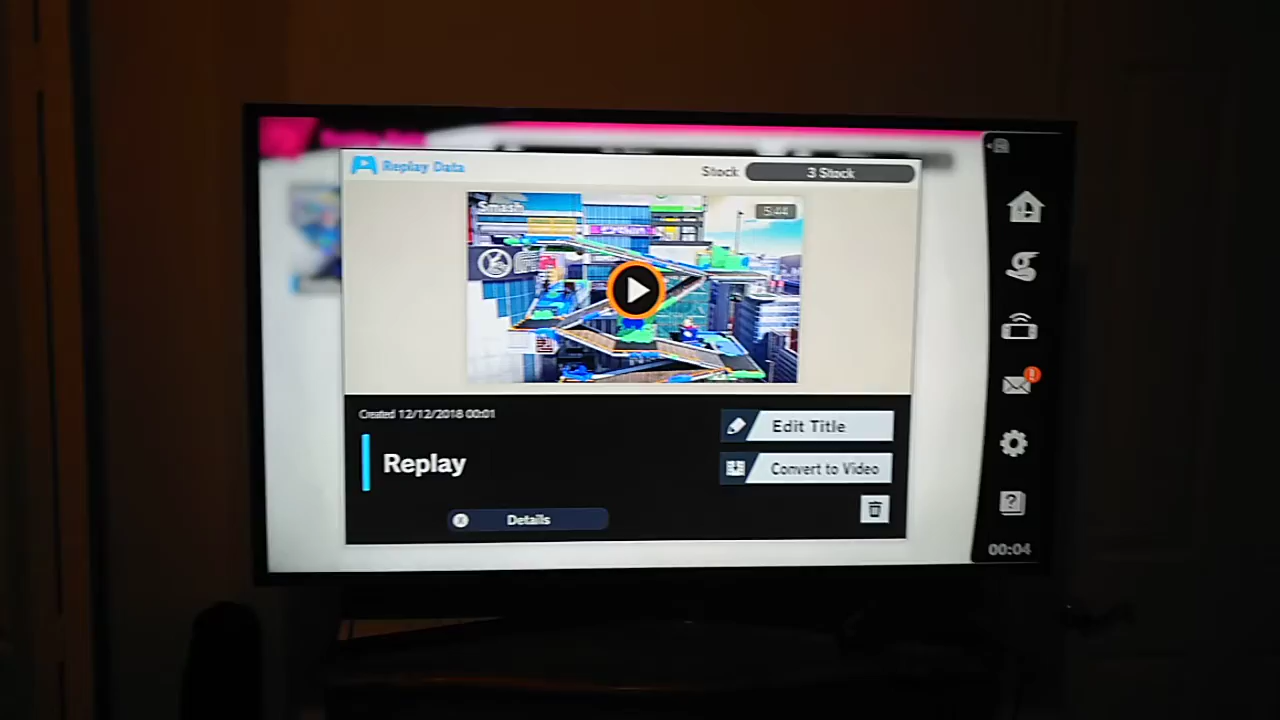 Replay Data
Stock
3 Stock
Smash
5:44
Created 12/12/2018 00:01
Edit Title
Replay
Convert to Video
X Details
?
00:04